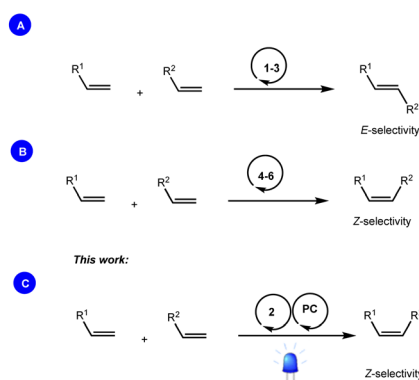 A
R1 + R2 1-3 R1 R2
E-selectivity
B
R1 + R2 4-6 R1 R2
Z-selectivity
This work:
C
R1 + R2 2 PC R1 R
Z-selectivity